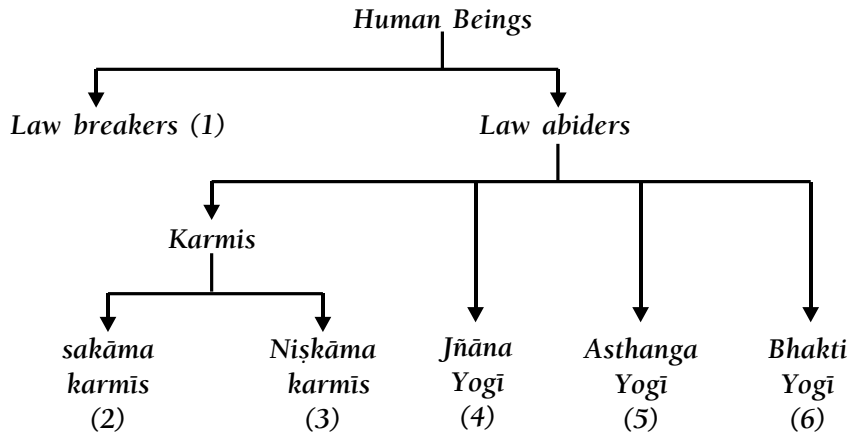 Human Beings
Law breakers (1)
Law abiders
Karmis
sakāma
karmīs
(2)
Niṣkāma
karmīs
(3)
Jñāna
Yogī
(4)
Asthanga
Yogī
(5)
Bhakti
Yogī
(6)